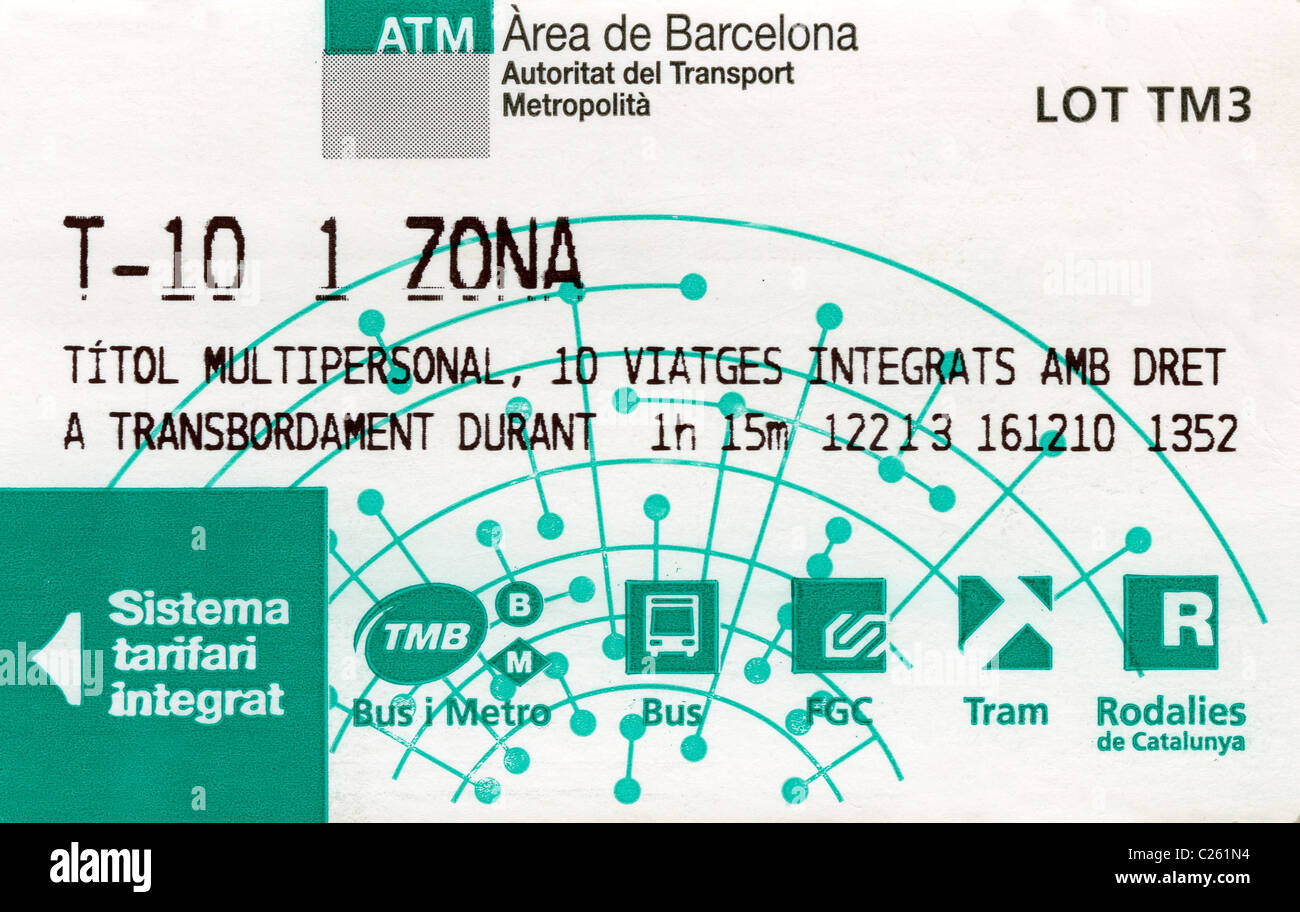 ATM
Àrea de Barcelona
Autoritat del Transport
Metropolità
LOT TM3
T-10 1 ZONA
TÍTOL MULTIPERSONAL, 10 VIATGES INTEGRATS AMB DRET
A TRANSBORDAMENT DURANT 1h 15m 12213 161210 1352
Sistema
tarifari
integrat
TMB
B
M
R
Bus i Metro
Bus
FGC
Tram
Rodalies
de Catalunya
a
alamy
Image ID: C261N4
www.alamy.com